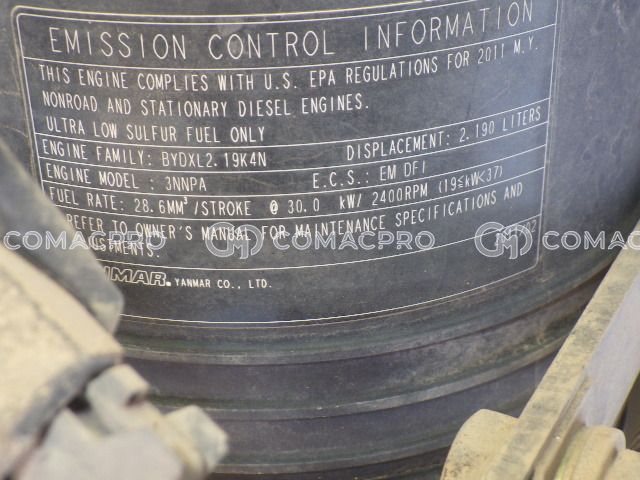 EMISSION CONTROL INFORMATION
THIS ENGINE COMPLIES WITH U.S. EPA REGULATIONS FOR 2011 M.Y.
NONROAD AND STATIONARY DIESEL ENGINES.
ULTRA LOW SULFUR FUEL ONLY
ENGINE FAMILY: BYDXL2.19K4N DISPLACEMENT: 2.190 LITERS
ENGINE MODEL : 3NNPA E.C.S.: EM DFI
FUEL RATE: 28.6MM³/STROKE @ 30.0 kW/ 2400RPM (19≦kW<37)
REFER TO OWNER'S MANUAL FOR MAINTENANCE SPECIFICATIONS AND
COMACPRO COMACPRO COMACPRO
YANMAR CO., LTD.